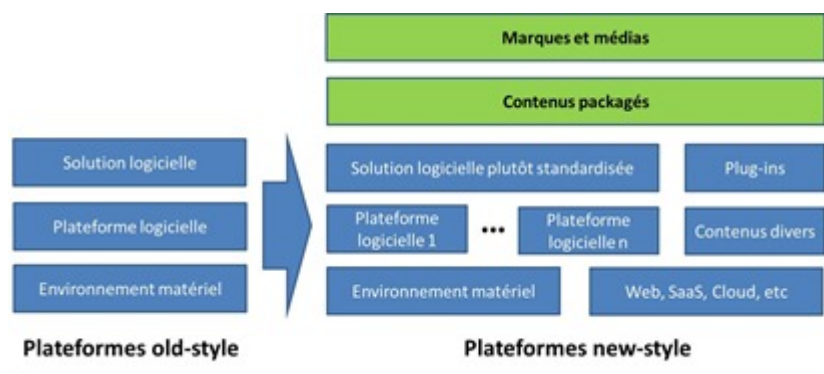 Marques et médias
Contenus packagés
Solution logicielle
Solution logicielle plutôt standardisée
Plug-ins
Plateforme logicielle
Plateforme
logicielle 1
...
Plateforme
logicielle n
Contenus divers
Environnement matériel
Environnement matériel
Web, SaaS, Cloud, etc
Plateformes old-style
Plateformes new-style